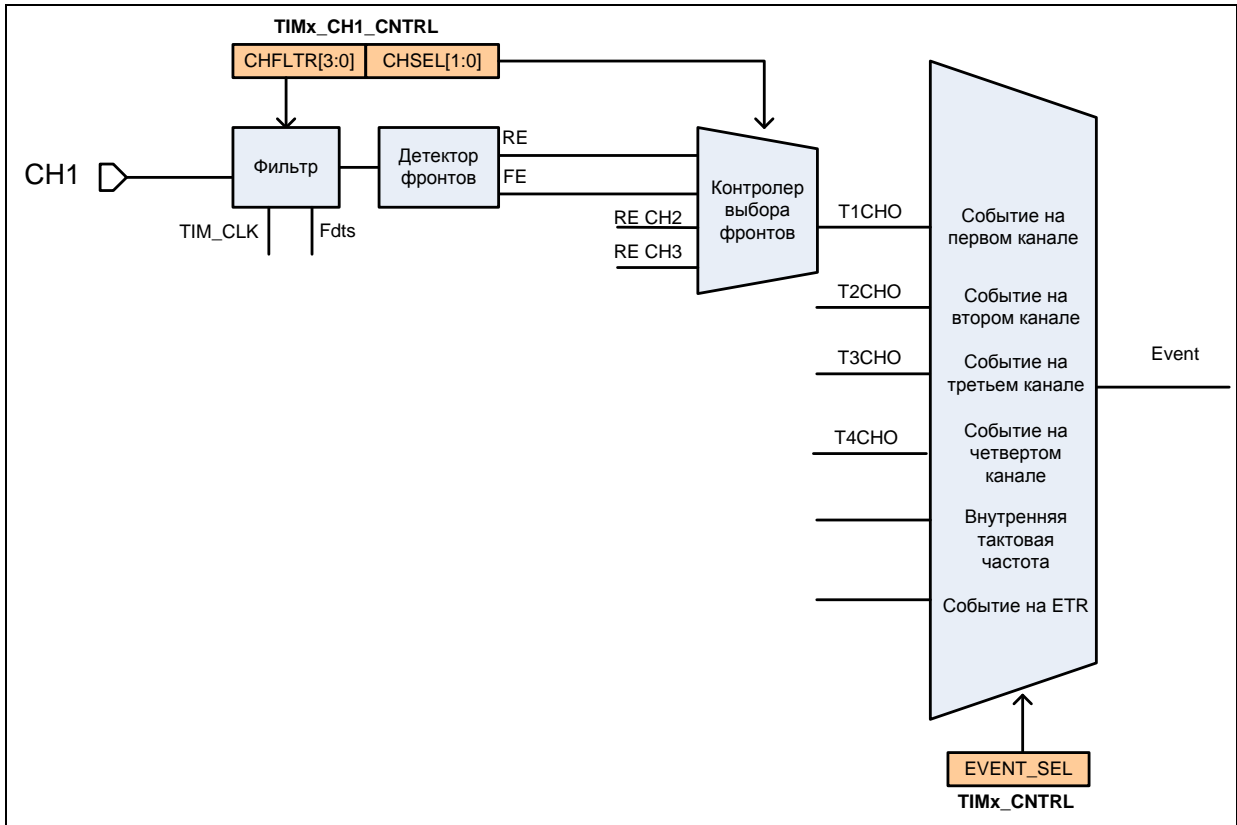 TIMx_CH1_CNTRL
CHFLTR[3:0] CHSEL[1:0]
CH1
Фильтр
TIM_CLK
Fdts
Детектор
фронтов
RE
FE
RE CH2
RE CH3
Контролер
выбора
фронтов
T1CHO
T2CHO
T3CHO
T4CHO
Событие на
первом канале
Событие на
втором канале
Событие на
третьем канале
Событие на
четвертом
канале
Внутренняя
тактовая
частота
Событие на ETR
Event
EVENT_SEL
TIMx_CNTRL